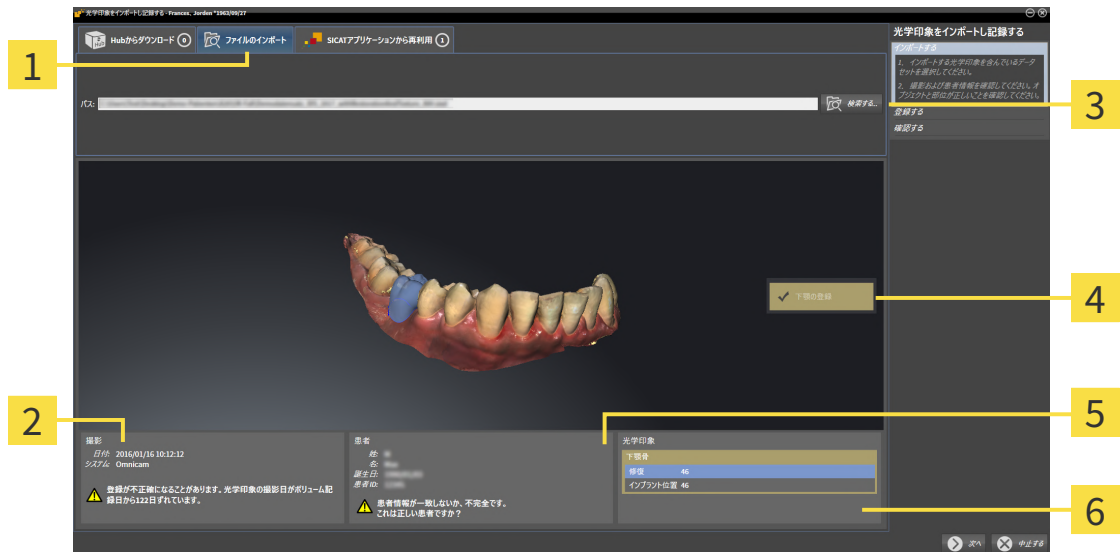 光学印象をインポートし記録する - Frances, Jorden *1963/09/27
Hubからダウンロード 0
ファイルのインポート
SICATアプリケーションから再利用 1
光学印象をインポートし記録する
インポートする
1. インポートする光学印象を含んでいるデータ
セットを選択してください。
2. 撮影および患者情報を確認してください。オ
ブジェクトと部位が正しいことを確認してください。
登録する
確認する
パス:
検索する...
下顎の登録
撮影
日付: 2016/01/16 10:12:12
システム: Omnicam
登録が不正確になることがあります。光学印象の撮影日がボリューム記
録日から122日ずれています。
患者
姓:
名:
誕生日:
患者ID:
患者情報が一致しないか、不完全です。
これは正しい患者ですか?
光学印象
下顎骨
修復 46
インプラント位置 46
次へ
中止する
1
2
3
4
5
6